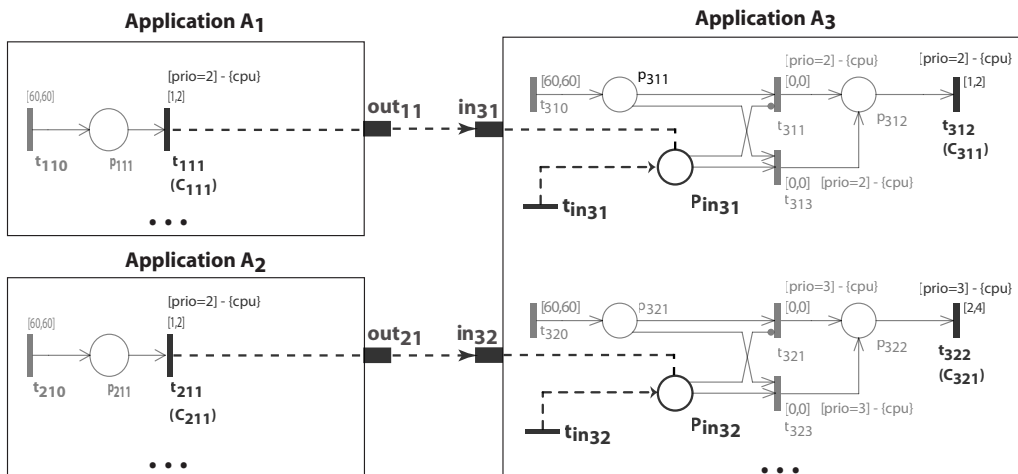 Application A1
[prio=2] - {cpu}
[60,60]
[1,2]
t110
p111
t111
(C111)
• • •
out11
in31
Application A2
[prio=2] - {cpu}
[60,60]
[1,2]
t210
p211
t211
(C211)
• • •
out21
in32
Application A3
[prio=2] - {cpu}
[prio=2] - {cpu}
[60,60]
p311
[0,0]
[1,2]
t310
t311
p312
t312
(C311)
[0,0]
[prio=2] - {cpu}
t313
tin31
Pin31
[prio=3] - {cpu}
[prio=3] - {cpu}
[60,60]
p321
[0,0]
[2,4]
t320
t321
p322
t322
(C321)
[0,0]
[prio=3] - {cpu}
t323
tin32
Pin32
• • •